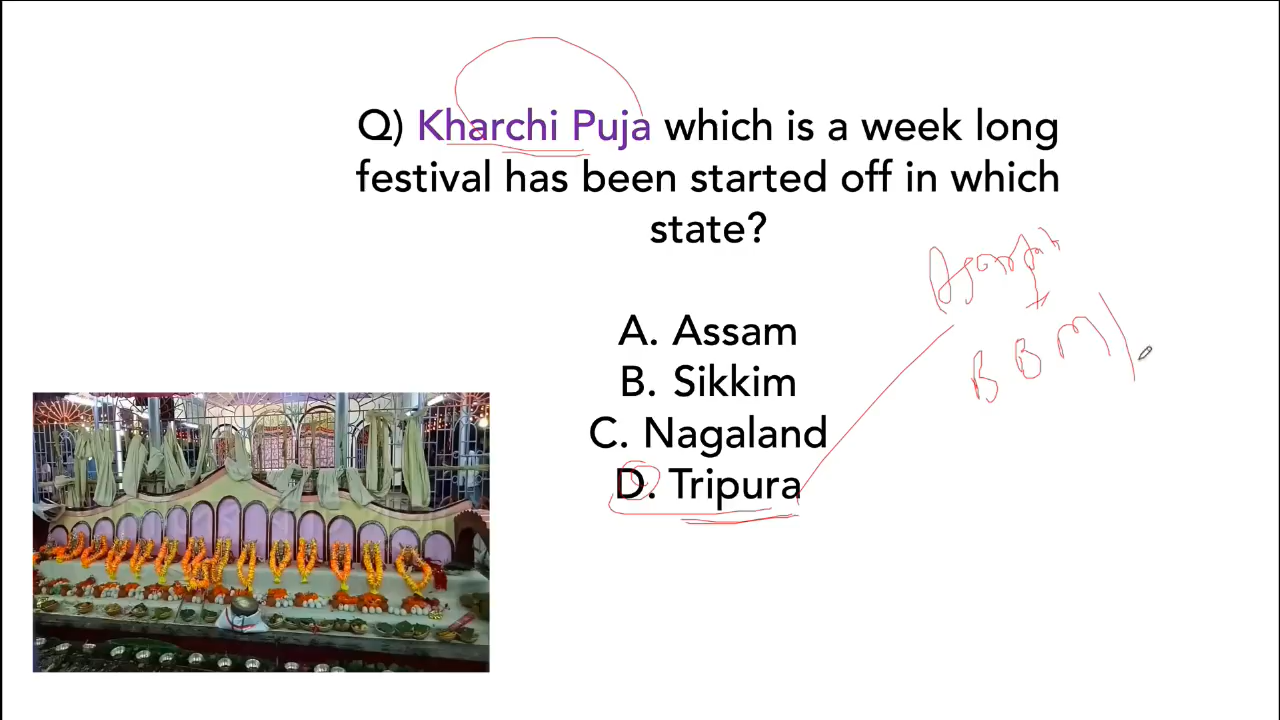 Q) Kharchi Puja which is a week long
festival has been started off in which
state?
A. Assam
B. Sikkim
C. Nagaland
D. Tripura
B B M